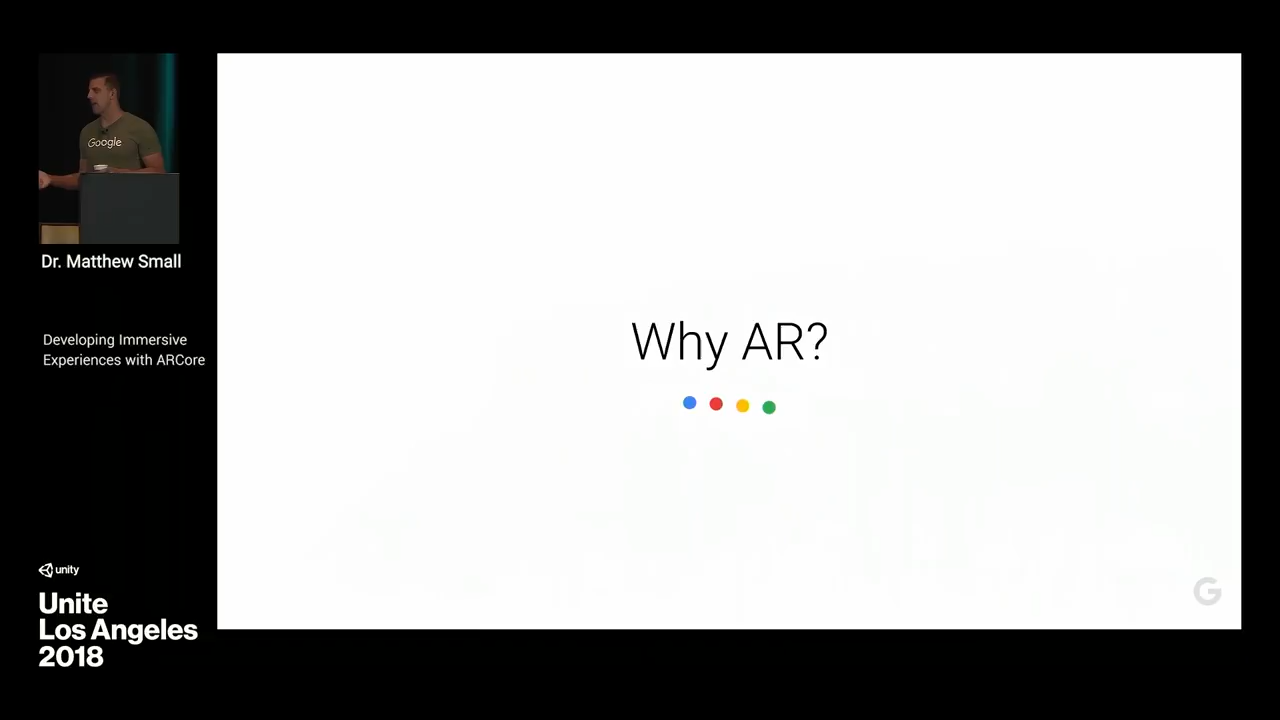 Google
Dr. Matthew Small
Developing Immersive
Experiences with ARCore
unity
Unite
Los Angeles
2018
Why AR?
G